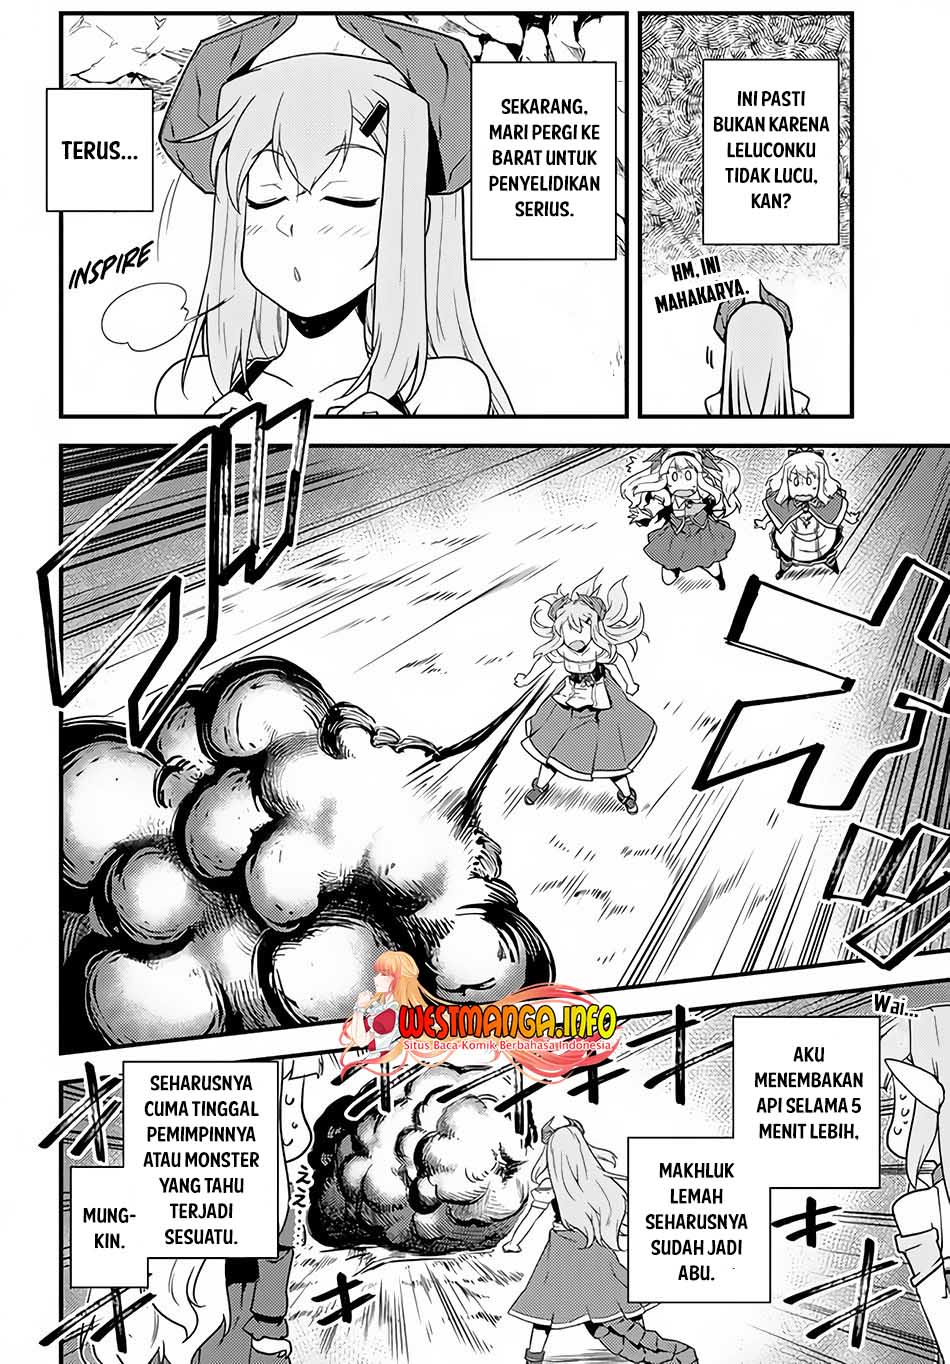 INI PASTI
BUKAN KARENA
LELUCONKU
TIDAK LUCU,
KAN?
HM, INI
MAHAKARYA.
SEKARANG,
MARI PERGI KE
BARAT UNTUK
PENYELIDIKAN
SERIUS.
TERUS...
INSPIRE
Wai...
AKU
MENEMBAKAN
API SELAMA 5
MENIT LEBIH,
MAKHLUK
LEMAH
SEHARUSNYA
SUDAH JADI
ABU.
SEHARUSNYA
CUMA TINGGAL
PEMIMPINNYA
ATAU MONSTER
YANG TAHU
TERJADI
SESUATU.
MUNG-
KIN.
WESTMANGA.INFO
Situs Baca Komik Berbahasa Indonesia